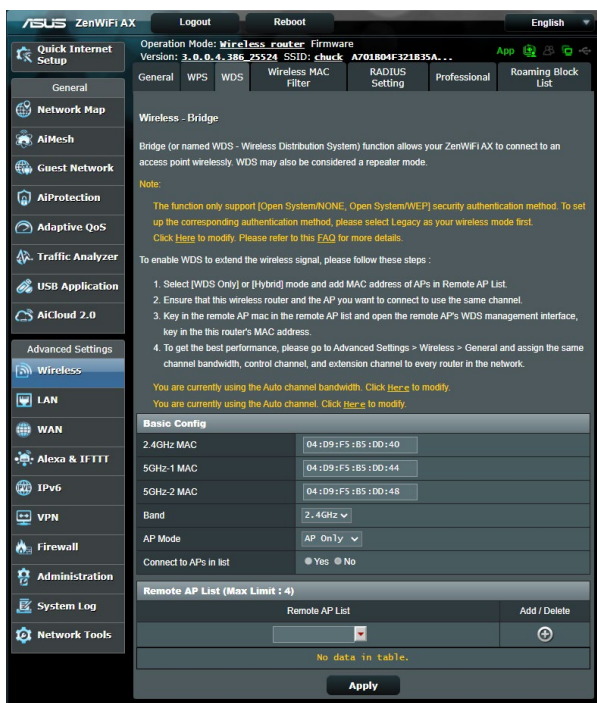 ASUS ZenWiFi AX Logout Reboot English
Quick Internet Setup
Operation Mode: Wireless router Firmware
Version: 3.0.0.4.386_25524 SSID: chuck A701B04F321B35A...
App
General WPS WDS Wireless MAC Filter RADIUS Setting Professional Roaming Block List
General
Network Map
AiMesh
Guest Network
AiProtection
Adaptive QoS
Traffic Analyzer
USB Application
AiCloud 2.0
Advanced Settings
Wireless
LAN
WAN
Alexa & IFTTT
IPv6
VPN
Firewall
Administration
System Log
Network Tools
Wireless - Bridge
Bridge (or named WDS - Wireless Distribution System) function allows your ZenWiFi AX to connect to an
access point wirelessly. WDS may also be considered a repeater mode.
Note:
The function only support [Open System/NONE, Open System/WEP] security authentication method. To set
up the corresponding authentication method, please select Legacy as your wireless mode first.
Click Here to modify. Please refer to this FAQ for more details.
To enable WDS to extend the wireless signal, please follow these steps :
1. Select [WDS Only] or [Hybrid] mode and add MAC address of APs in Remote AP List.
2. Ensure that this wireless router and the AP you want to connect to use the same channel.
3. Key in the remote AP mac in the remote AP list and open the remote AP's WDS management interface,
key in the this router's MAC address.
4. To get the best performance, please go to Advanced Settings > Wireless > General and assign the same
channel bandwidth, control channel, and extension channel to every router in the network.
You are currently using the Auto channel bandwidth. Click Here to modify.
You are currently using the Auto channel. Click Here to modify.
Basic Config
2.4GHz MAC 04:D9:F5:B5:DD:40
5GHz-1 MAC 04:D9:F5:B5:DD:44
5GHz-2 MAC 04:D9:F5:B5:DD:48
Band 2.4GHz
AP Mode AP Only
Connect to APs in list Yes No
Remote AP List (Max Limit : 4)
Remote AP List Add / Delete
No data in table.
Apply